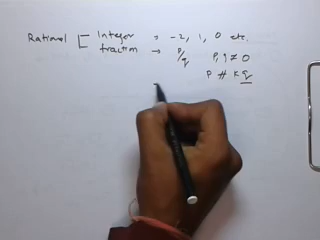 Rational [ Integer → -2, 1, 0 etc.
fraction → p/q p, q ≠ 0
p ≠ kq